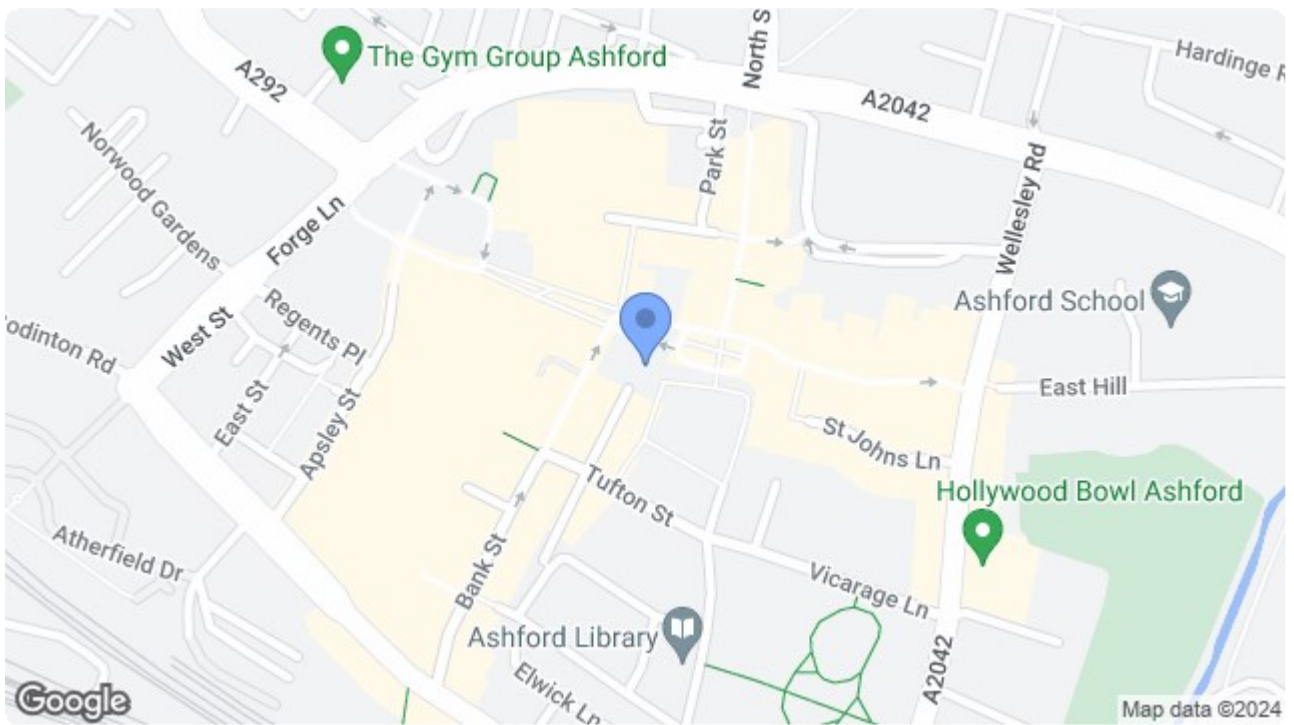 North S
Hardinge R
The Gym Group Ashford
A292
A2042
Norwood Gardens
Park St
Forge Ln
Wellesley Rd
Ashford School
Regents Pl
West St
odinton Rd
East St
Apsley St
East Hill
St Johns Ln
Tufton St
Hollywood Bowl Ashford
Atherfield Dr
Bank St
Vicarage Ln
Ashford Library
A2042
Elwick Ln
Google
Map data ©2024